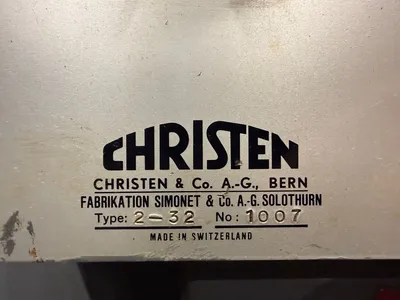 CHRISTEN
CHRISTEN & Co. A.-G., BERN
FABRIKATION SIMONET & Co. A.-G. SOLOTHURN
Type: 2-32 No: 1007
MADE IN SWITZERLAND